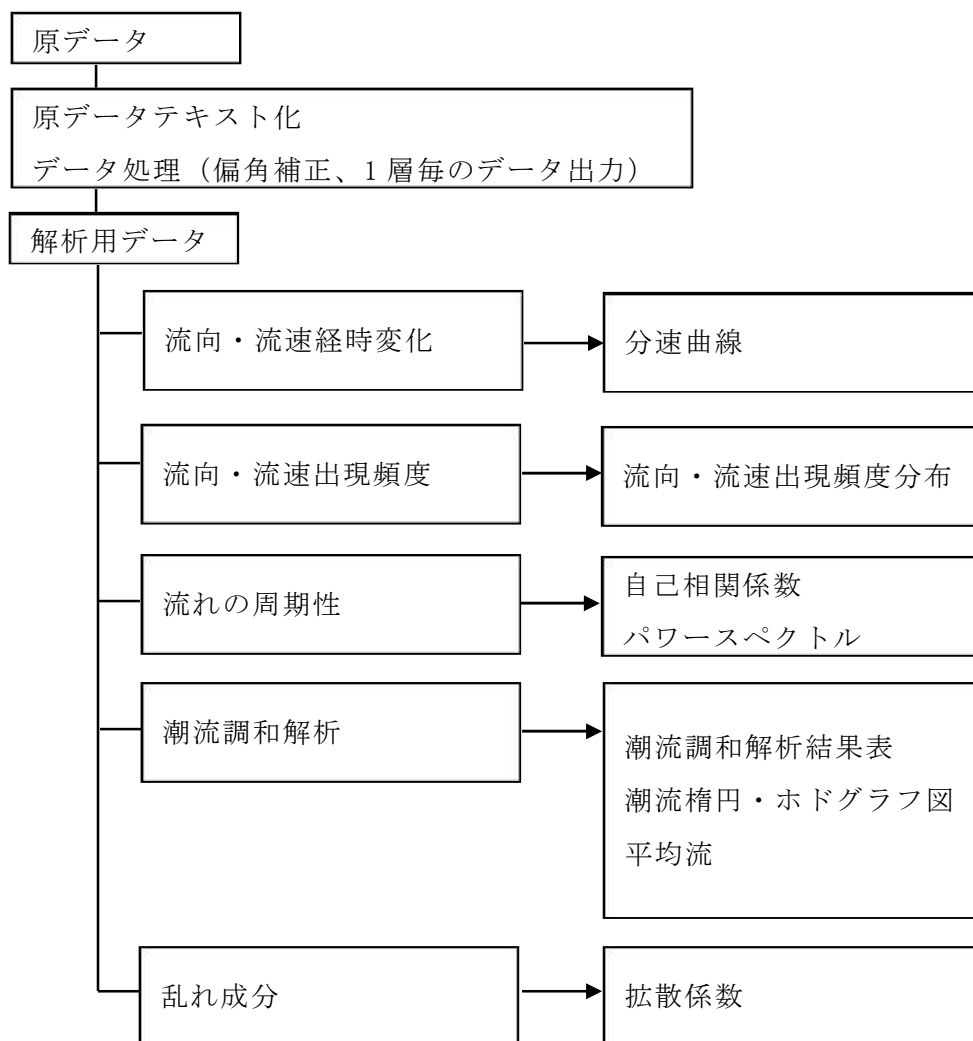 原データ
原データテキスト化
データ処理（偏角補正、1 層毎のデータ出力）
解析用データ
流向・流速経時変化
分速曲線
流向・流速出現頻度
流向・流速出現頻度分布
流れの周期性
自己相関係数
パワースペクトル
潮流調和解析
潮流調和解析結果表
潮流楕円・ホドグラフ図
平均流
乱れ成分
拡散係数